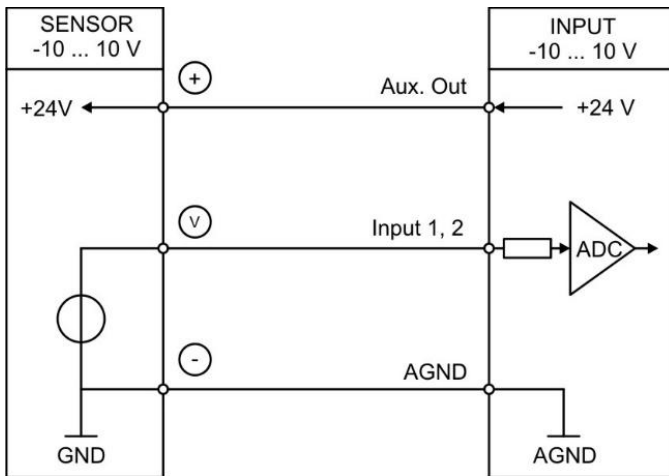 SENSOR
-10 ... 10 V
INPUT
-10 ... 10 V
+
Aux. Out
+24V
+24 V
V
Input 1, 2
ADC
-
AGND
GND
AGND